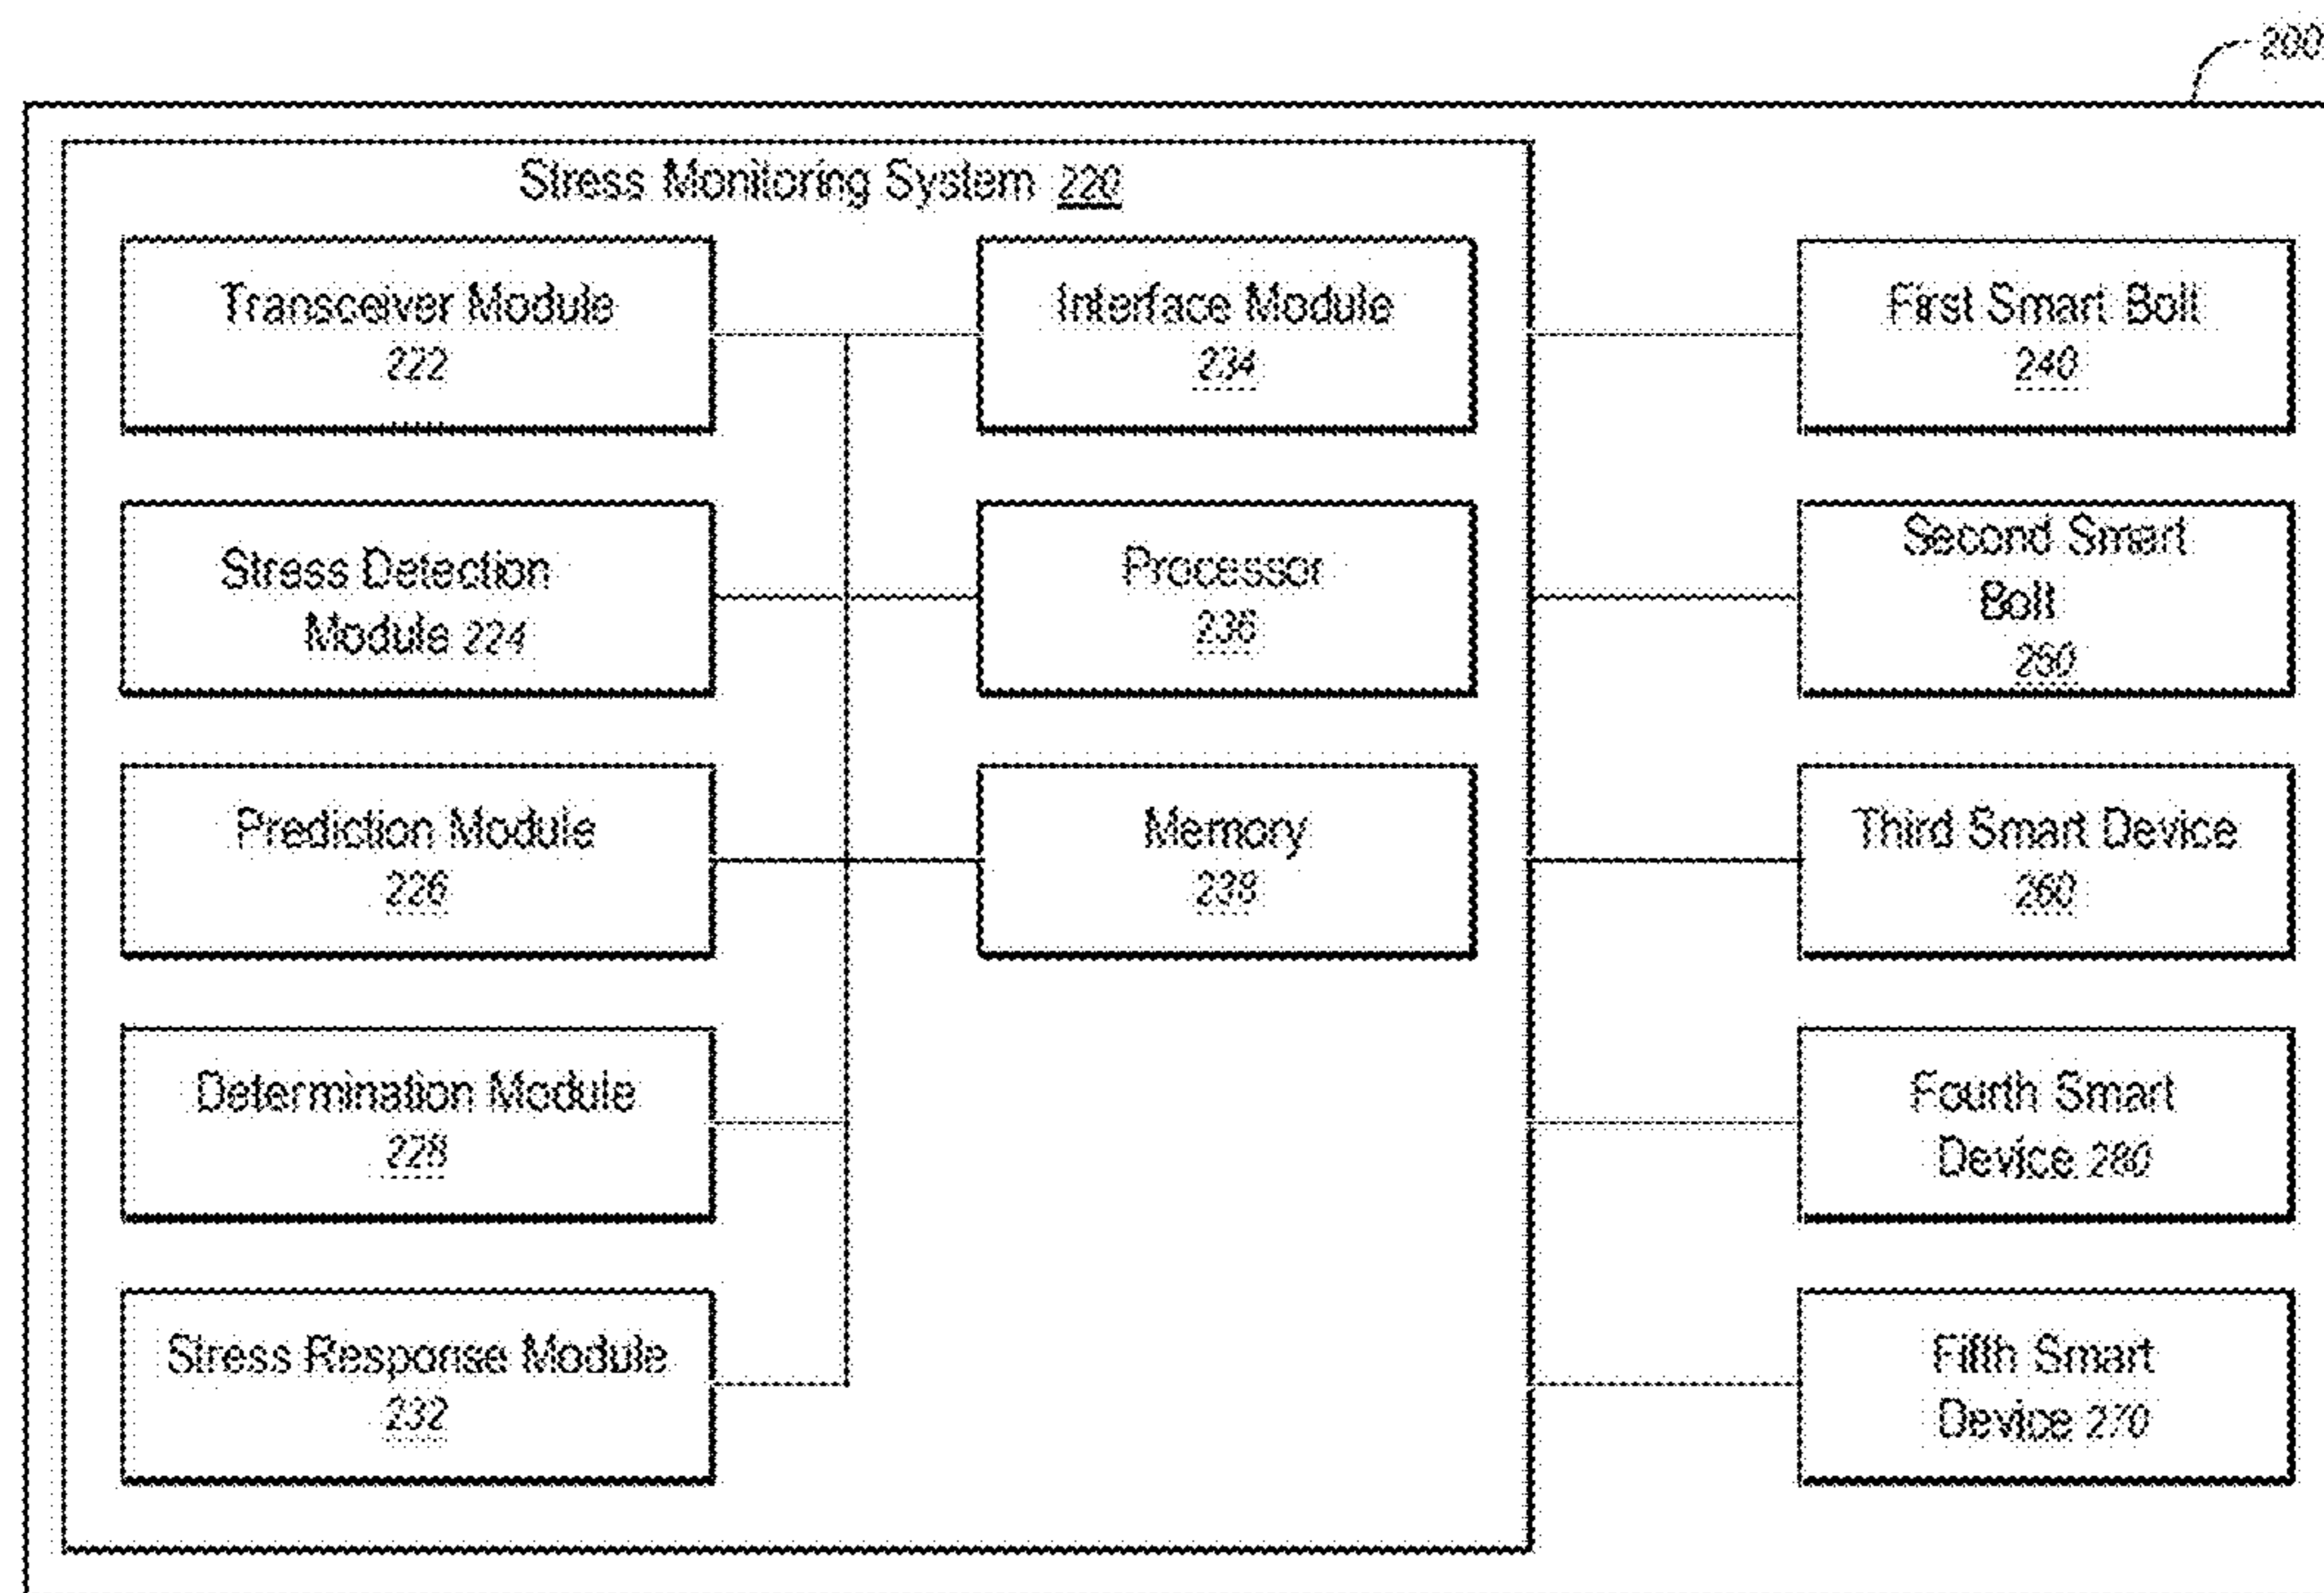 200
Stress Monitoring System 220
Transceiver Module
222
Interface Module
234
First Smart Bolt
240
Stress Detection
Module 224
Processor
236
Second Smart
Bolt
250
Prediction Module
226
Memory
238
Third Smart Device
260
Determination Module
228
Fourth Smart
Device 280
Stress Response Module
232
Fifth Smart
Device 270